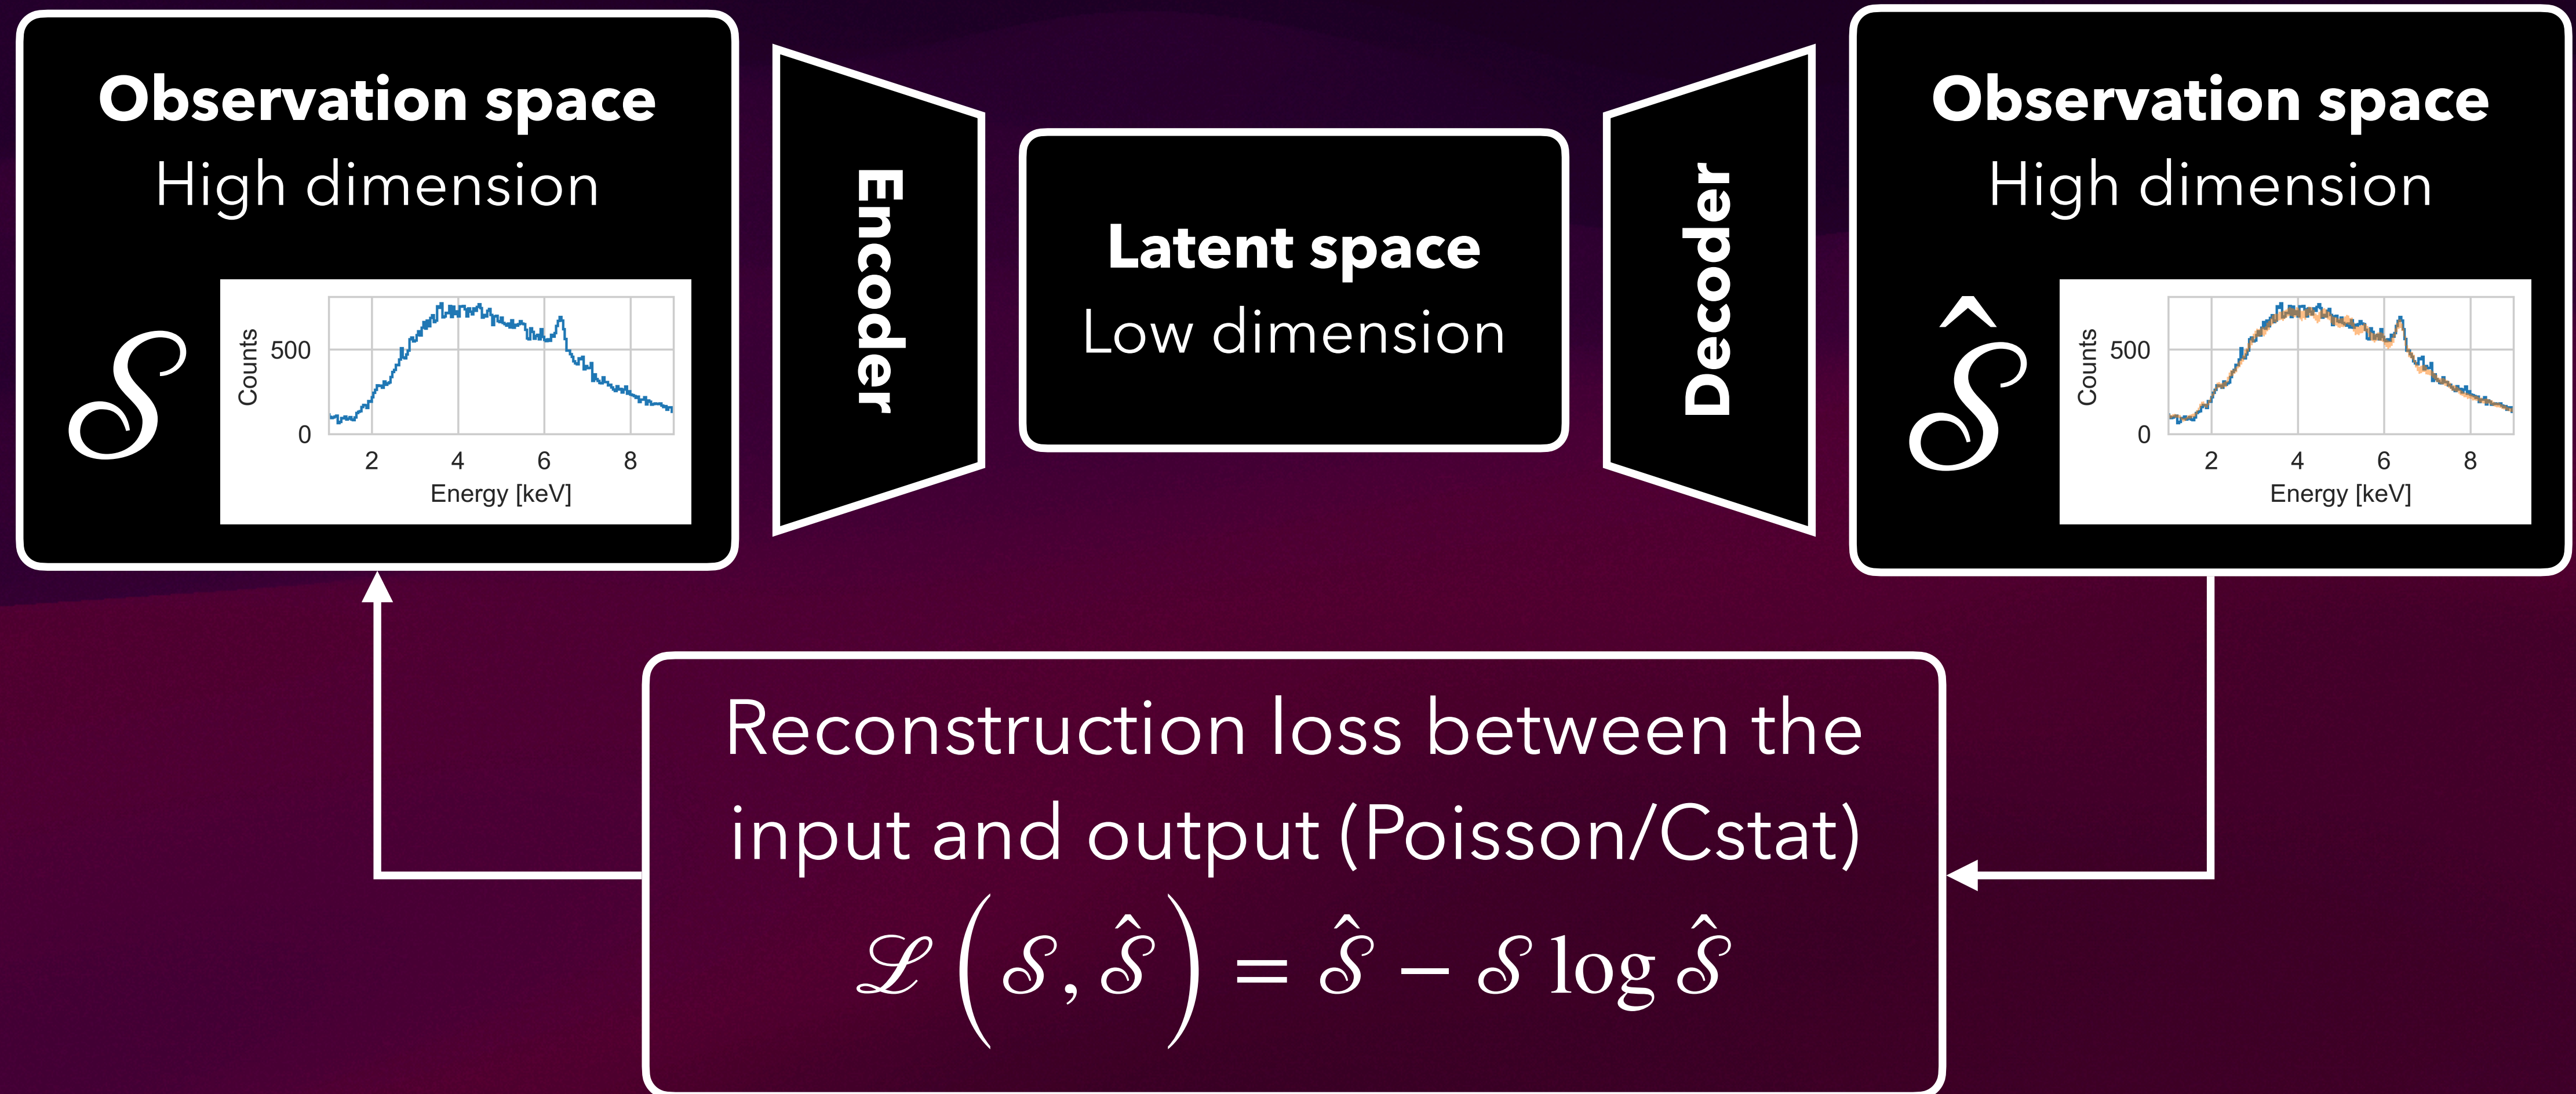 Observation space
High dimension
𝒮
Counts
500
0
2 4 6 8
Energy [keV]
Encoder
Latent space
Low dimension
Decoder
Observation space
High dimension
𝒮̂
Counts
500
0
2 4 6 8
Energy [keV]
Reconstruction loss between the
input and output (Poisson/Cstat)
ℒ(𝒮, 𝒮̂) = 𝒮̂ − 𝒮 log 𝒮̂